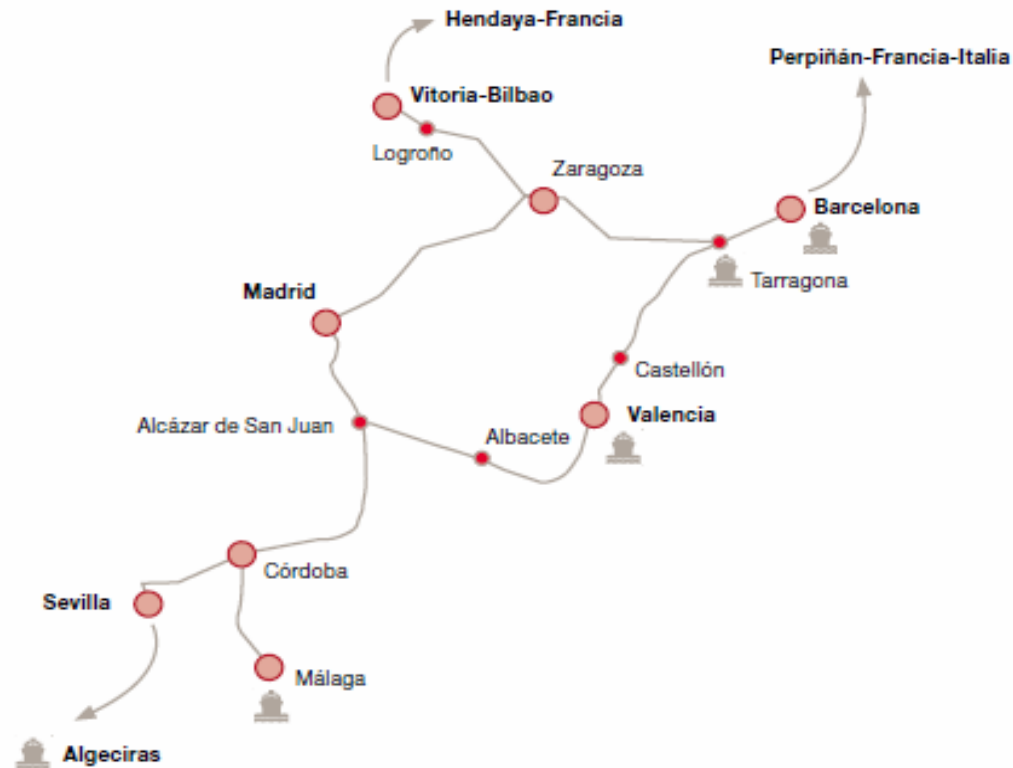 Hendaya-Francia
Perpiñán-Francia-Italia
Vitoria-Bilbao
Logroño
Zaragoza
Barcelona
Tarragona
Madrid
Castellón
Valencia
Alcázar de San Juan
Albacete
Córdoba
Sevilla
Málaga
Algeciras